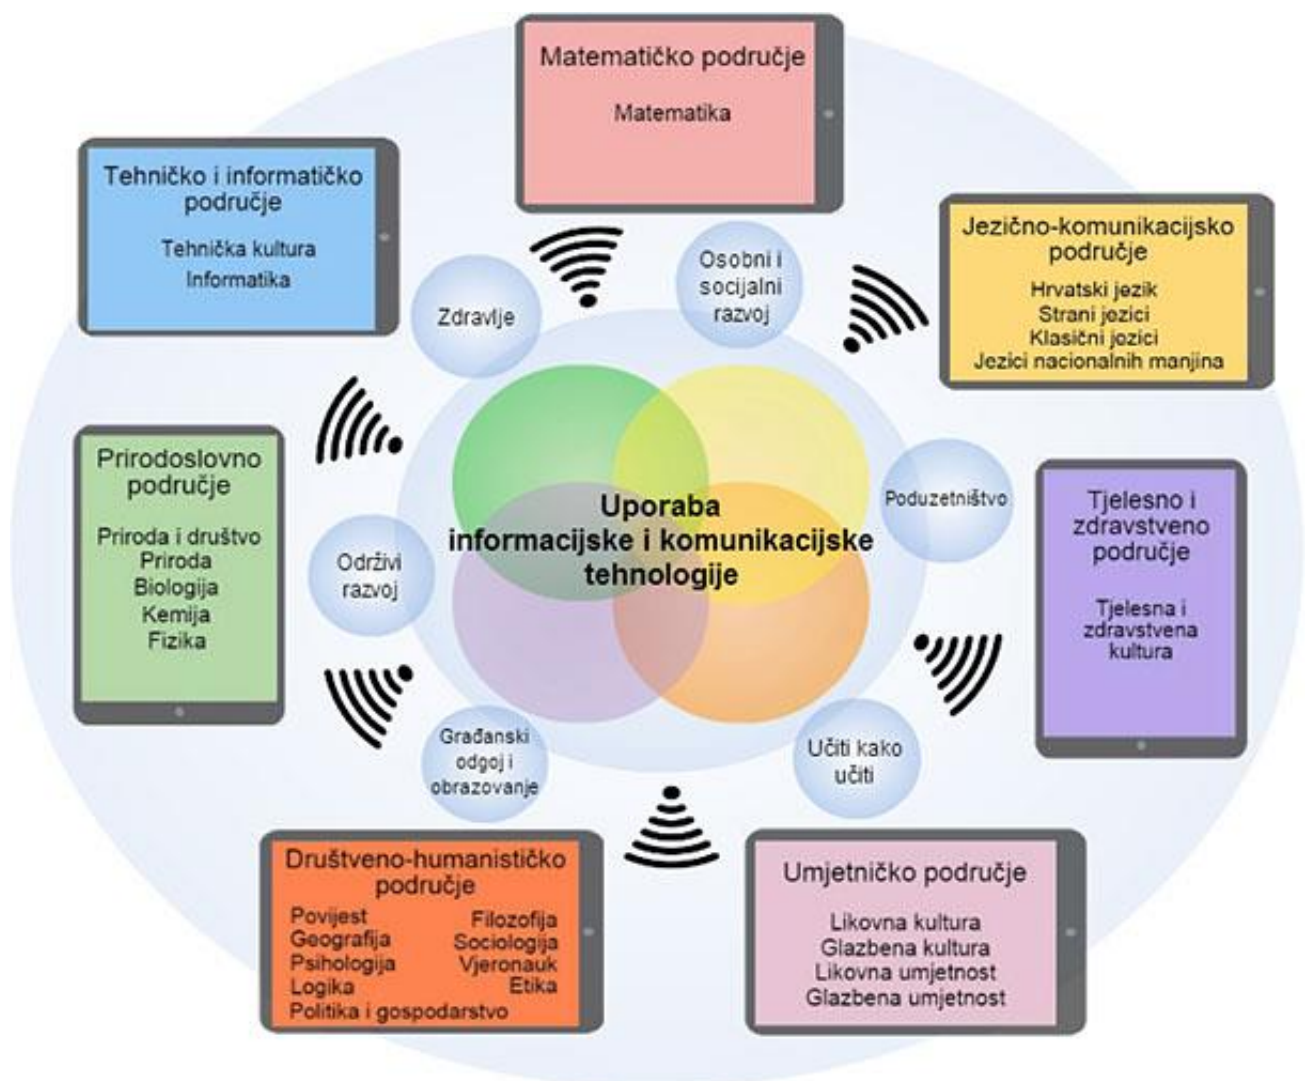 Matematičko područje
Matematika
Tehničko i informatičko
područje
Tehnička kultura
Informatika
Jezično-komunikacijsko
područje
Hrvatski jezik
Strani jezici
Klasični jezici
Jezici nacionalnih manjina
Zdravlje
Osobni i
socijalni
razvoj
Prirodoslovno
područje
Priroda i društvo
Priroda
Biologija
Kemija
Fizika
Održivi
razvoj
Uporaba
informacijske i komunikacijske
tehnologije
Poduzetništvo
Tjelesno i
zdravstveno
područje
Tjelesna i
zdravstvena
kultura
Građanski
odgoj i
obrazovanje
Učiti kako
učiti
Društveno-humanističko
područje
Povijest
Geografija
Psihologija
Logika
Politika i gospodarstvo
Filozofija
Sociologija
Vjeronauk
Etika
Umjetničko područje
Likovna kultura
Glazbena kultura
Likovna umjetnost
Glazbena umjetnost